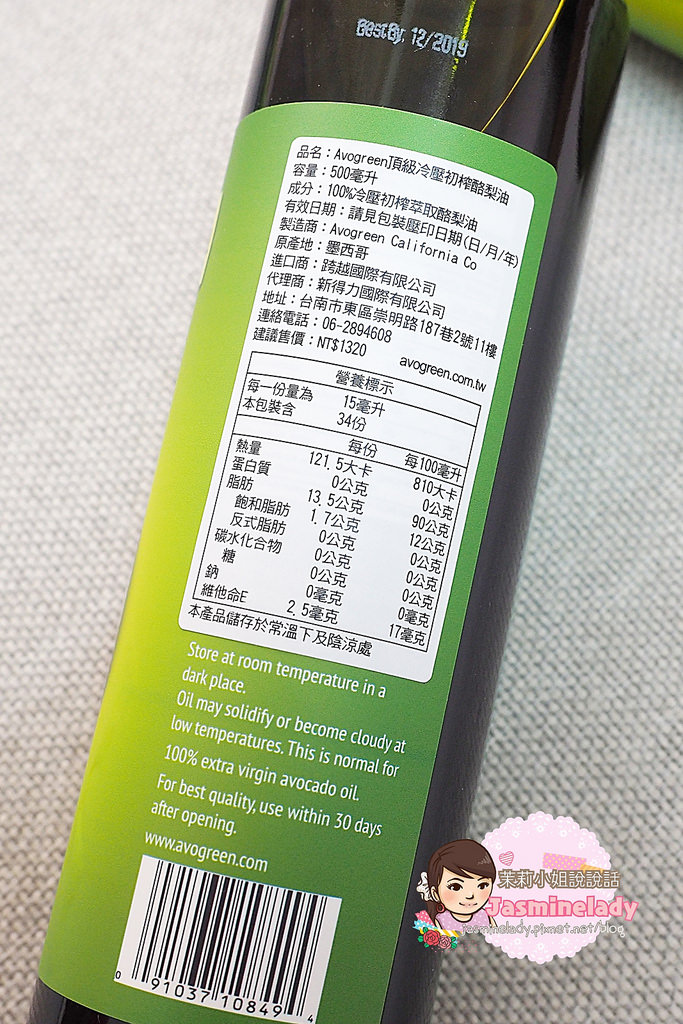 BestBy. 12/2019
品名：Avogreen頂級冷壓初榨酪梨油
容量：500毫升
成分：100%冷壓初榨萃取酪梨油
有效日期：請見包裝壓印日期(日/月/年)
製造商：Avogreen California Co
原產地：墨西哥
進口商：跨越國際有限公司
代理商：新得力國際有限公司
地址：台南市東區崇明路187巷2號11樓
連絡電話：06-2894608
建議售價：NT$1320
avogreen.com.tw
營養標示
每一份量為 15毫升
本包裝含 34份
每份 每100毫升
熱量 121.5大卡 810大卡
蛋白質 0公克 0公克
脂肪 13.5公克 90公克
飽和脂肪 1.7公克 12公克
反式脂肪 0公克 0公克
碳水化合物 0公克 0公克
糖 0公克 0公克
鈉 0毫克 0毫克
維他命E 2.5毫克 17毫克
本產品儲存於常溫下及陰涼處
Store at room temperature in a
dark place.
Oil may solidify or become cloudy at
low temperatures. This is normal for
100% extra virgin avocado oil.
For best quality, use within 30 days
after opening.
www.avogreen.com
0 91037 10849 4
茉莉小姐說說話
Jasminelady
jasminelady.pixnet.net/blog